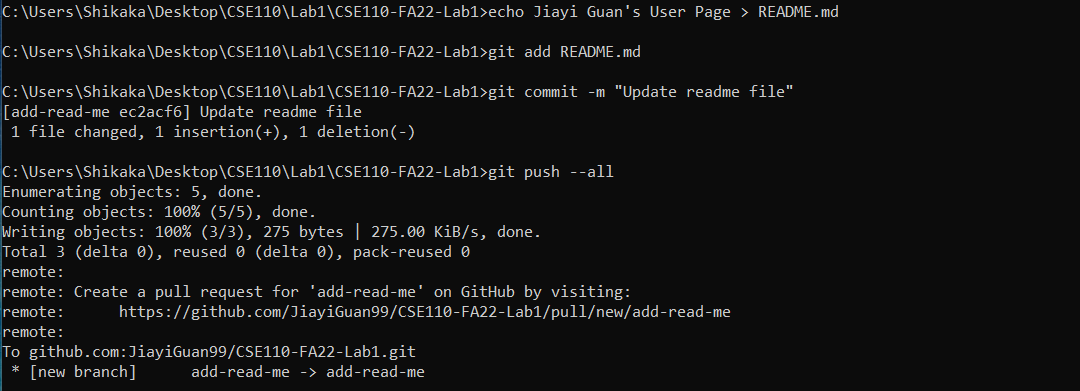 C:\Users\Shikaka\Desktop\CSE110\Lab1\CSE110-FA22-Lab1>echo Jiayi Guan's User Page > README.md
C:\Users\Shikaka\Desktop\CSE110\Lab1\CSE110-FA22-Lab1>git add README.md
C:\Users\Shikaka\Desktop\CSE110\Lab1\CSE110-FA22-Lab1>git commit -m "Update readme file"
[add-read-me ec2acf6] Update readme file
 1 file changed, 1 insertion(+), 1 deletion(-)
C:\Users\Shikaka\Desktop\CSE110\Lab1\CSE110-FA22-Lab1>git push --all
Enumerating objects: 5, done.
Counting objects: 100% (5/5), done.
Writing objects: 100% (3/3), 275 bytes | 275.00 KiB/s, done.
Total 3 (delta 0), reused 0 (delta 0), pack-reused 0
remote:
remote: Create a pull request for 'add-read-me' on GitHub by visiting:
remote:      https://github.com/JiayiGuan99/CSE110-FA22-Lab1/pull/new/add-read-me
remote:
To github.com:JiayiGuan99/CSE110-FA22-Lab1.git
 * [new branch]      add-read-me -> add-read-me